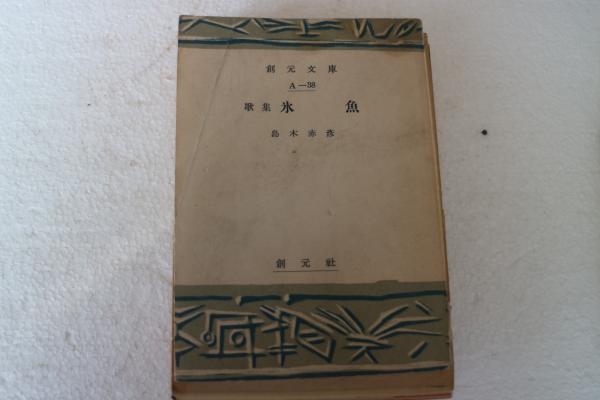 創元文庫
A—38
歌集 氷魚
島木赤彦
創元社